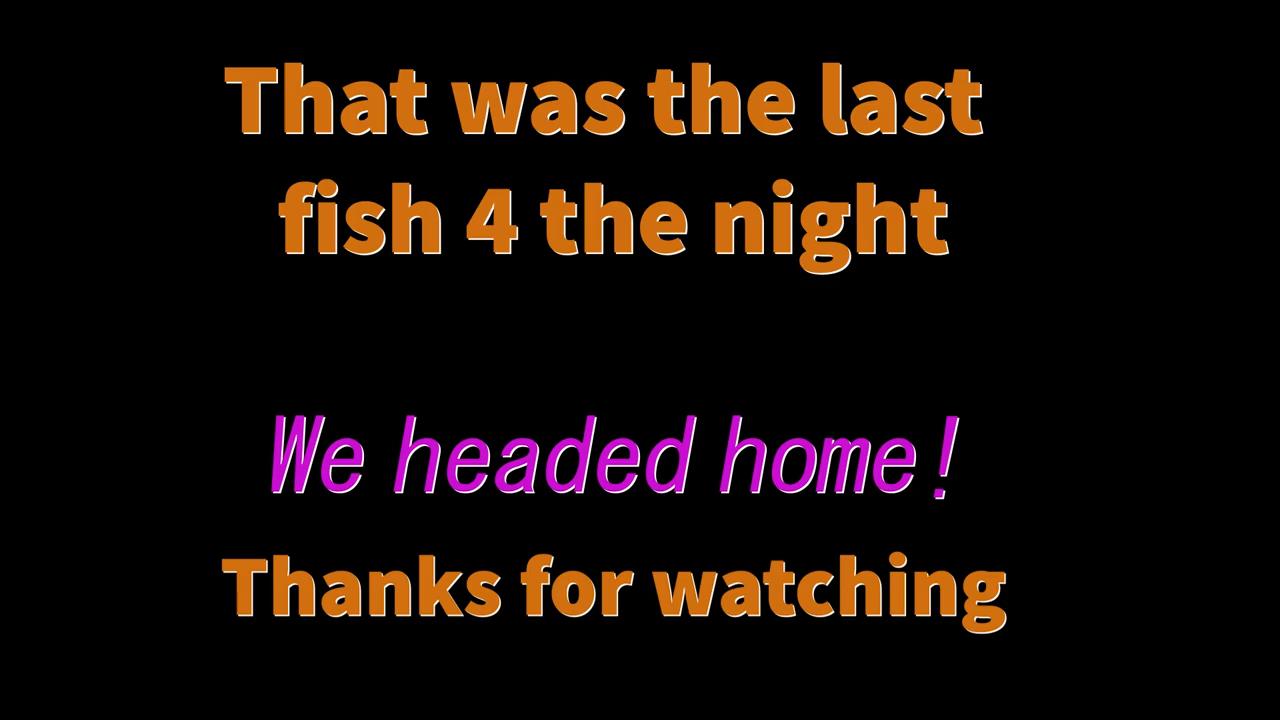 That was the last
fish 4 the night
We headed home!
Thanks for watching